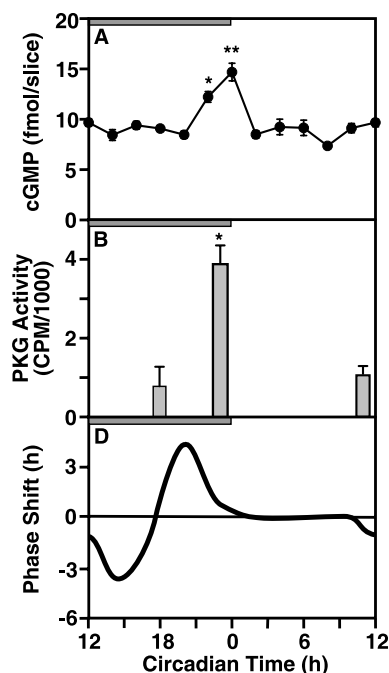 20
A
**
15
*
10
5
0
cGMP (fmol/slice)
B
*
4
2
0
PKG Activity
(CPM/1000)
D
3
0
-3
-6
Phase Shift (h)
12 18 0 6 12
Circadian Time (h)